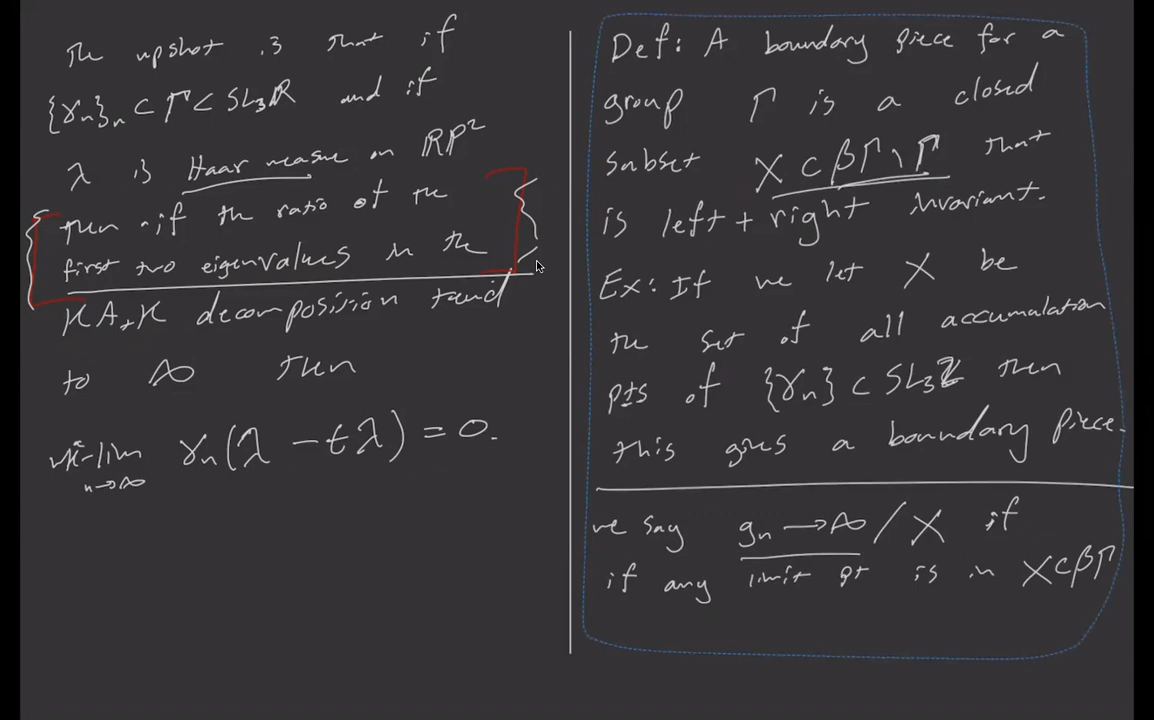 The upshot is that if
{γn}n ⊂ Γ < SL3ℝ and if
λ is Haar measure on ℝP²
then if the ratio of the
first two eigenvalues in the
KA+K decomposition tend
to ∞ then
wk*-lim γn(λ - tλ) = 0.
n→∞
Def: A boundary piece for a
group Γ is a closed
subset X ⊂ βΓ\Γ that
is left + right invariant.
Ex: If we let X be
the set of all accumulation
pts of {γn} ⊂ SL3ℤ then
this gives a boundary piece.
we say gn → ∞/X if
if any limit pt is in X⊂βΓ